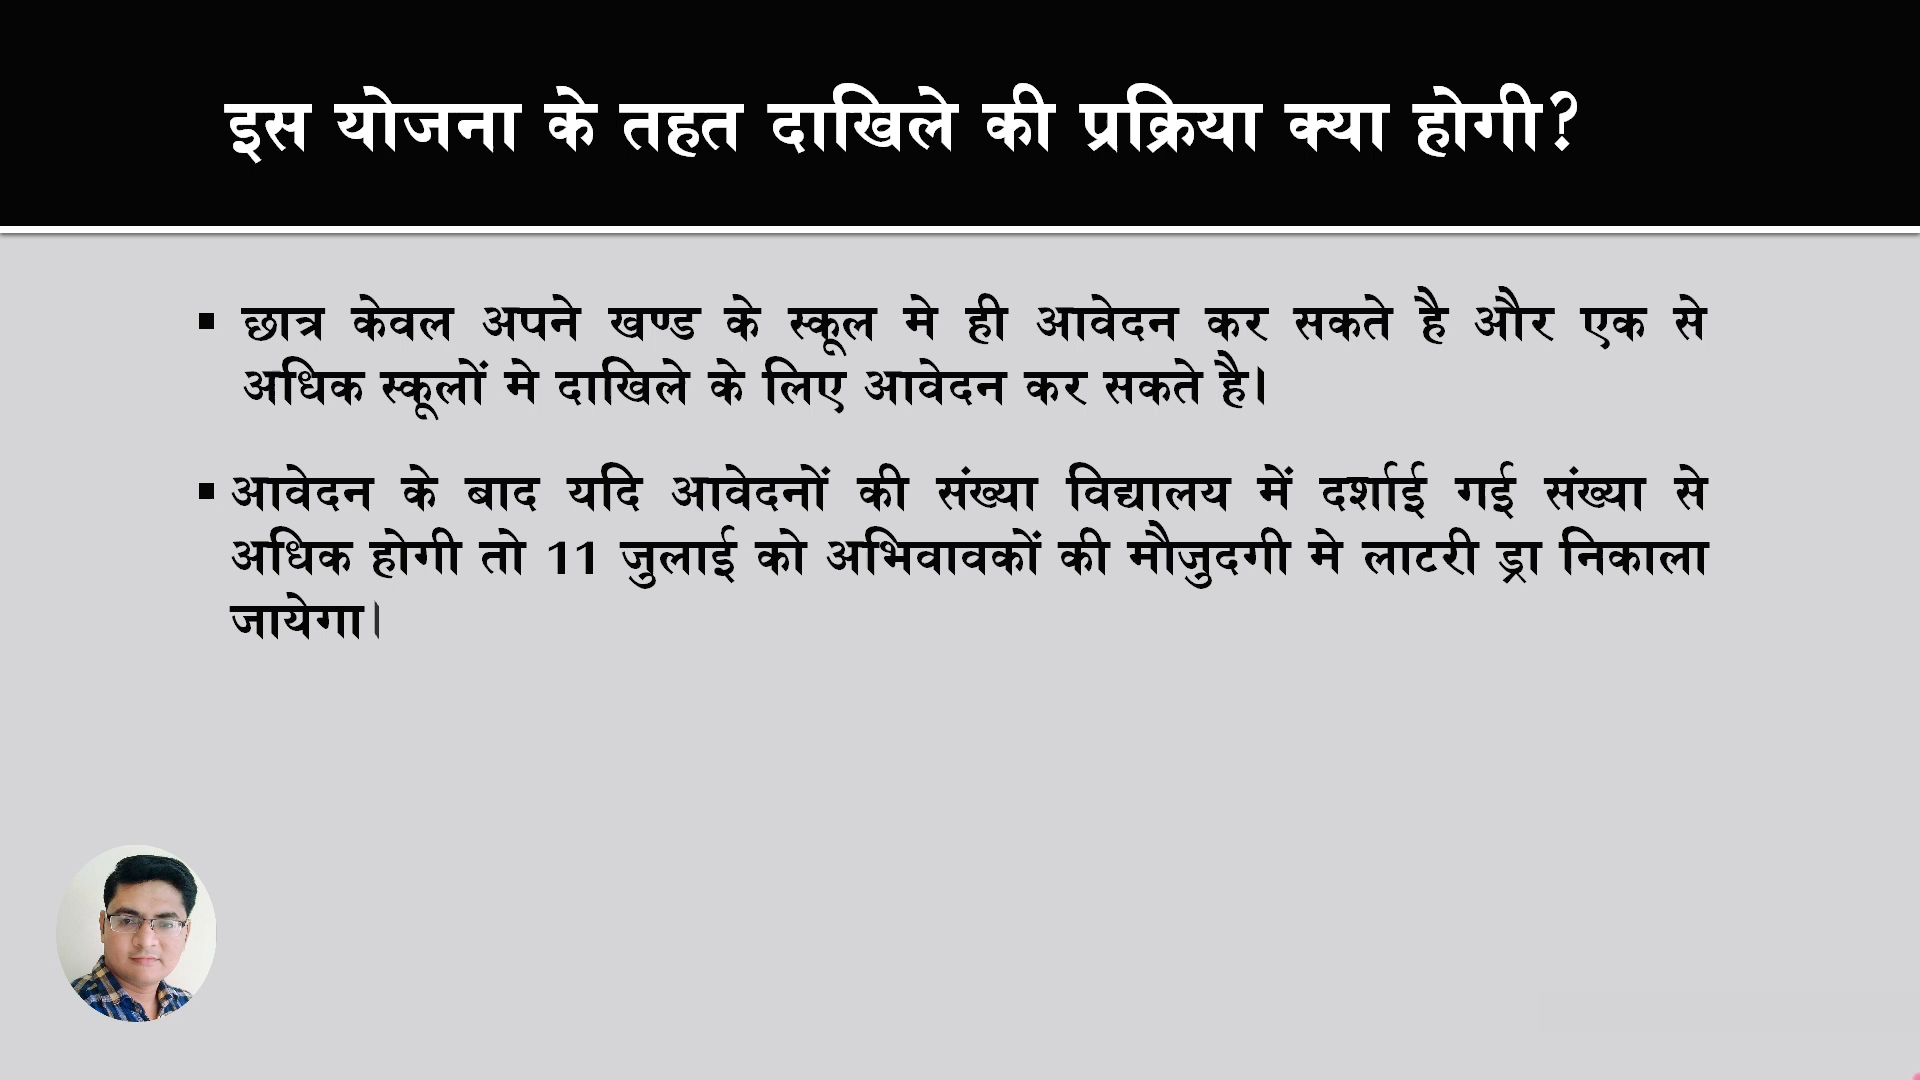 इस योजना के तहत दाखिले की प्रक्रिया क्या होगी?
▪ छात्र केवल अपने खण्ड के स्कूल मे ही आवेदन कर सकते है और एक से
अधिक स्कूलों मे दाखिले के लिए आवेदन कर सकते है।
▪ आवेदन के बाद यदि आवेदनों की संख्या विद्यालय में दर्शाई गई संख्या से
अधिक होगी तो 11 जुलाई को अभिवावकों की मौजुदगी मे लाटरी ड्रा निकाला
जायेगा।